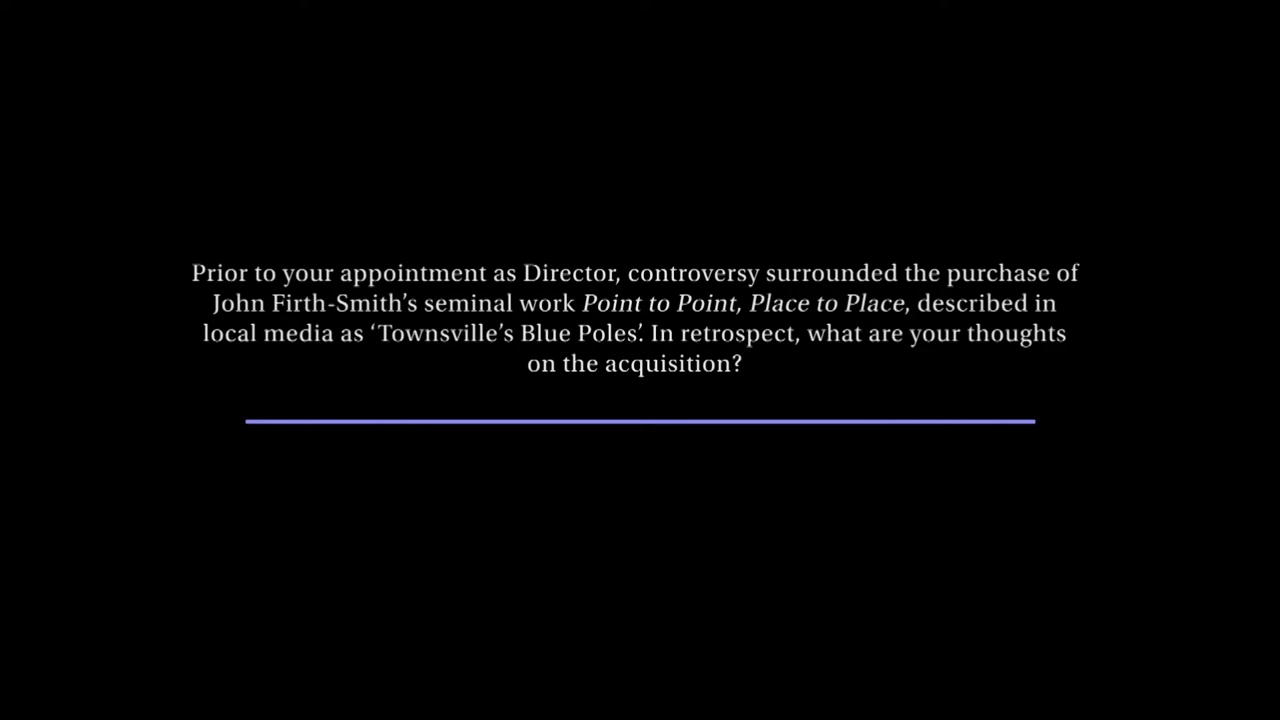 Prior to your appointment as Director, controversy surrounded the purchase of
John Firth-Smith’s seminal work Point to Point, Place to Place, described in
local media as ‘Townsville’s Blue Poles’. In retrospect, what are your thoughts
on the acquisition?